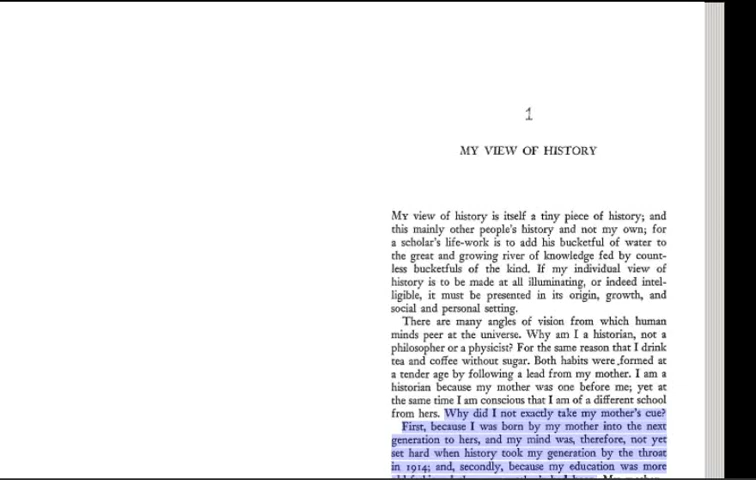 1
MY VIEW OF HISTORY
My view of history is itself a tiny piece of history; and
this mainly other people's history and not my own; for
a scholar's life-work is to add his bucketful of water to
the great and growing river of knowledge fed by count-
less bucketfuls of the kind. If my individual view of
history is to be made at all illuminating, or indeed intel-
ligible, it must be presented in its origin, growth, and
social and personal setting.
There are many angles of vision from which human
minds peer at the universe. Why am I a historian, not a
philosopher or a physicist? For the same reason that I drink
tea and coffee without sugar. Both habits were formed at
a tender age by following a lead from my mother. I am a
historian because my mother was one before me; yet at
the same time I am conscious that I am of a different school
from hers. Why did I not exactly take my mother's cue?
First, because I was born by my mother into the next
generation to hers, and my mind was, therefore, not yet
set hard when history took my generation by the throat
in 1914; and, secondly, because my education was more